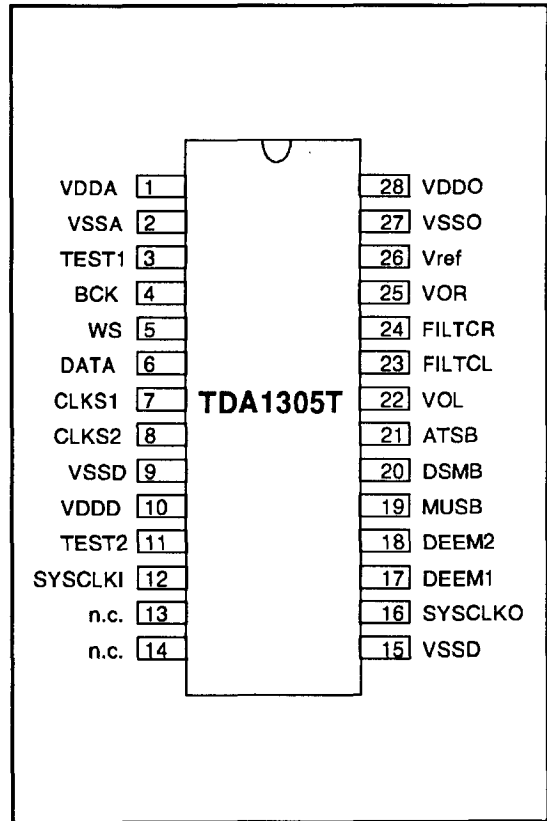 VDDA 1
VSSA 2
TEST1 3
BCK 4
WS 5
DATA 6
CLKS1 7
CLKS2 8
VSSD 9
VDDD 10
TEST2 11
SYSCLKI 12
n.c. 13
n.c. 14
TDA1305T
28 VDDO
27 VSSO
26 Vref
25 VOR
24 FILTCR
23 FILTCL
22 VOL
21 ATSB
20 DSMB
19 MUSB
18 DEEM2
17 DEEM1
16 SYSCLKO
15 VSSD